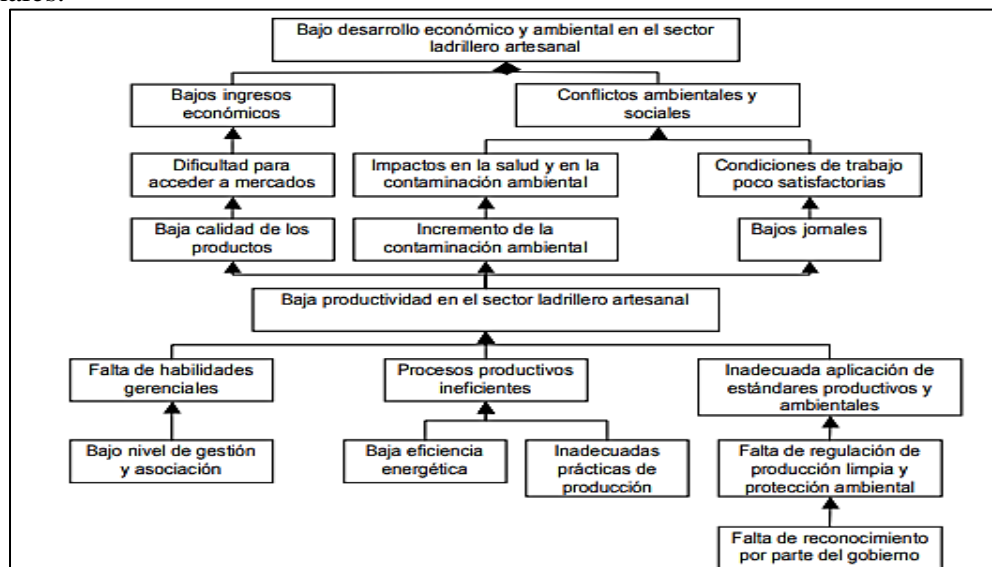 Bajo desarrollo económico y ambiental en el sector
ladrillero artesanal
Bajos ingresos
económicos
Conflictos ambientales y
sociales
Dificultad para
acceder a mercados
Impactos en la salud y en la
contaminación ambiental
Condiciones de trabajo
poco satisfactorias
Baja calidad de los
productos
Incremento de la
contaminación ambiental
Bajos jornales
Baja productividad en el sector ladrillero artesanal
Falta de habilidades
gerenciales
Procesos productivos
ineficientes
Inadecuada aplicación de
estándares productivos y
ambientales
Bajo nivel de gestión
y asociación
Baja eficiencia
energética
Inadecuadas
prácticas de
producción
Falta de regulación de
producción limpia y
protección ambiental
Falta de reconocimiento
por parte del gobierno